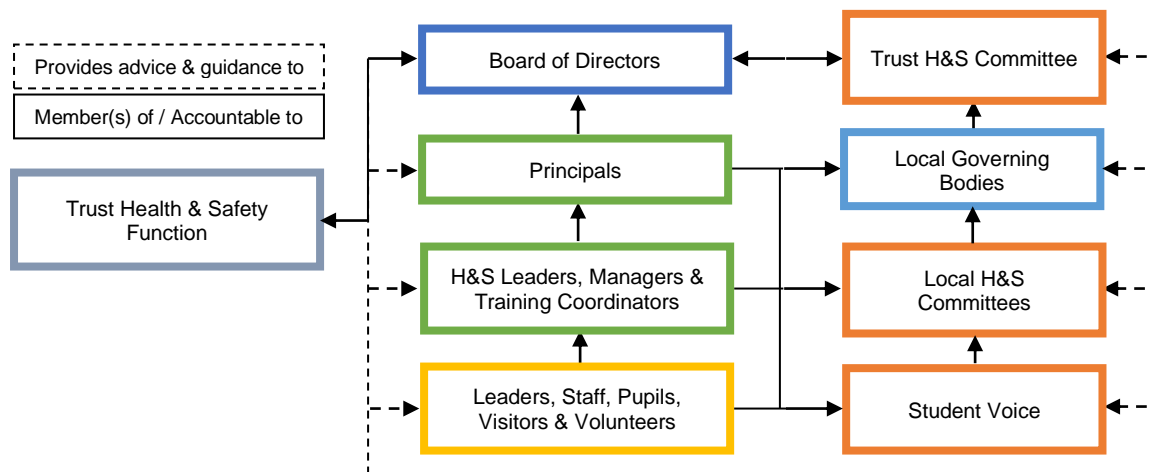 Provides advice & guidance to
Member(s) of / Accountable to
Trust Health & Safety
Function
Board of Directors
Principals
H&S Leaders, Managers &
Training Coordinators
Leaders, Staff, Pupils,
Visitors & Volunteers
Trust H&S Committee
Local Governing
Bodies
Local H&S
Committees
Student Voice